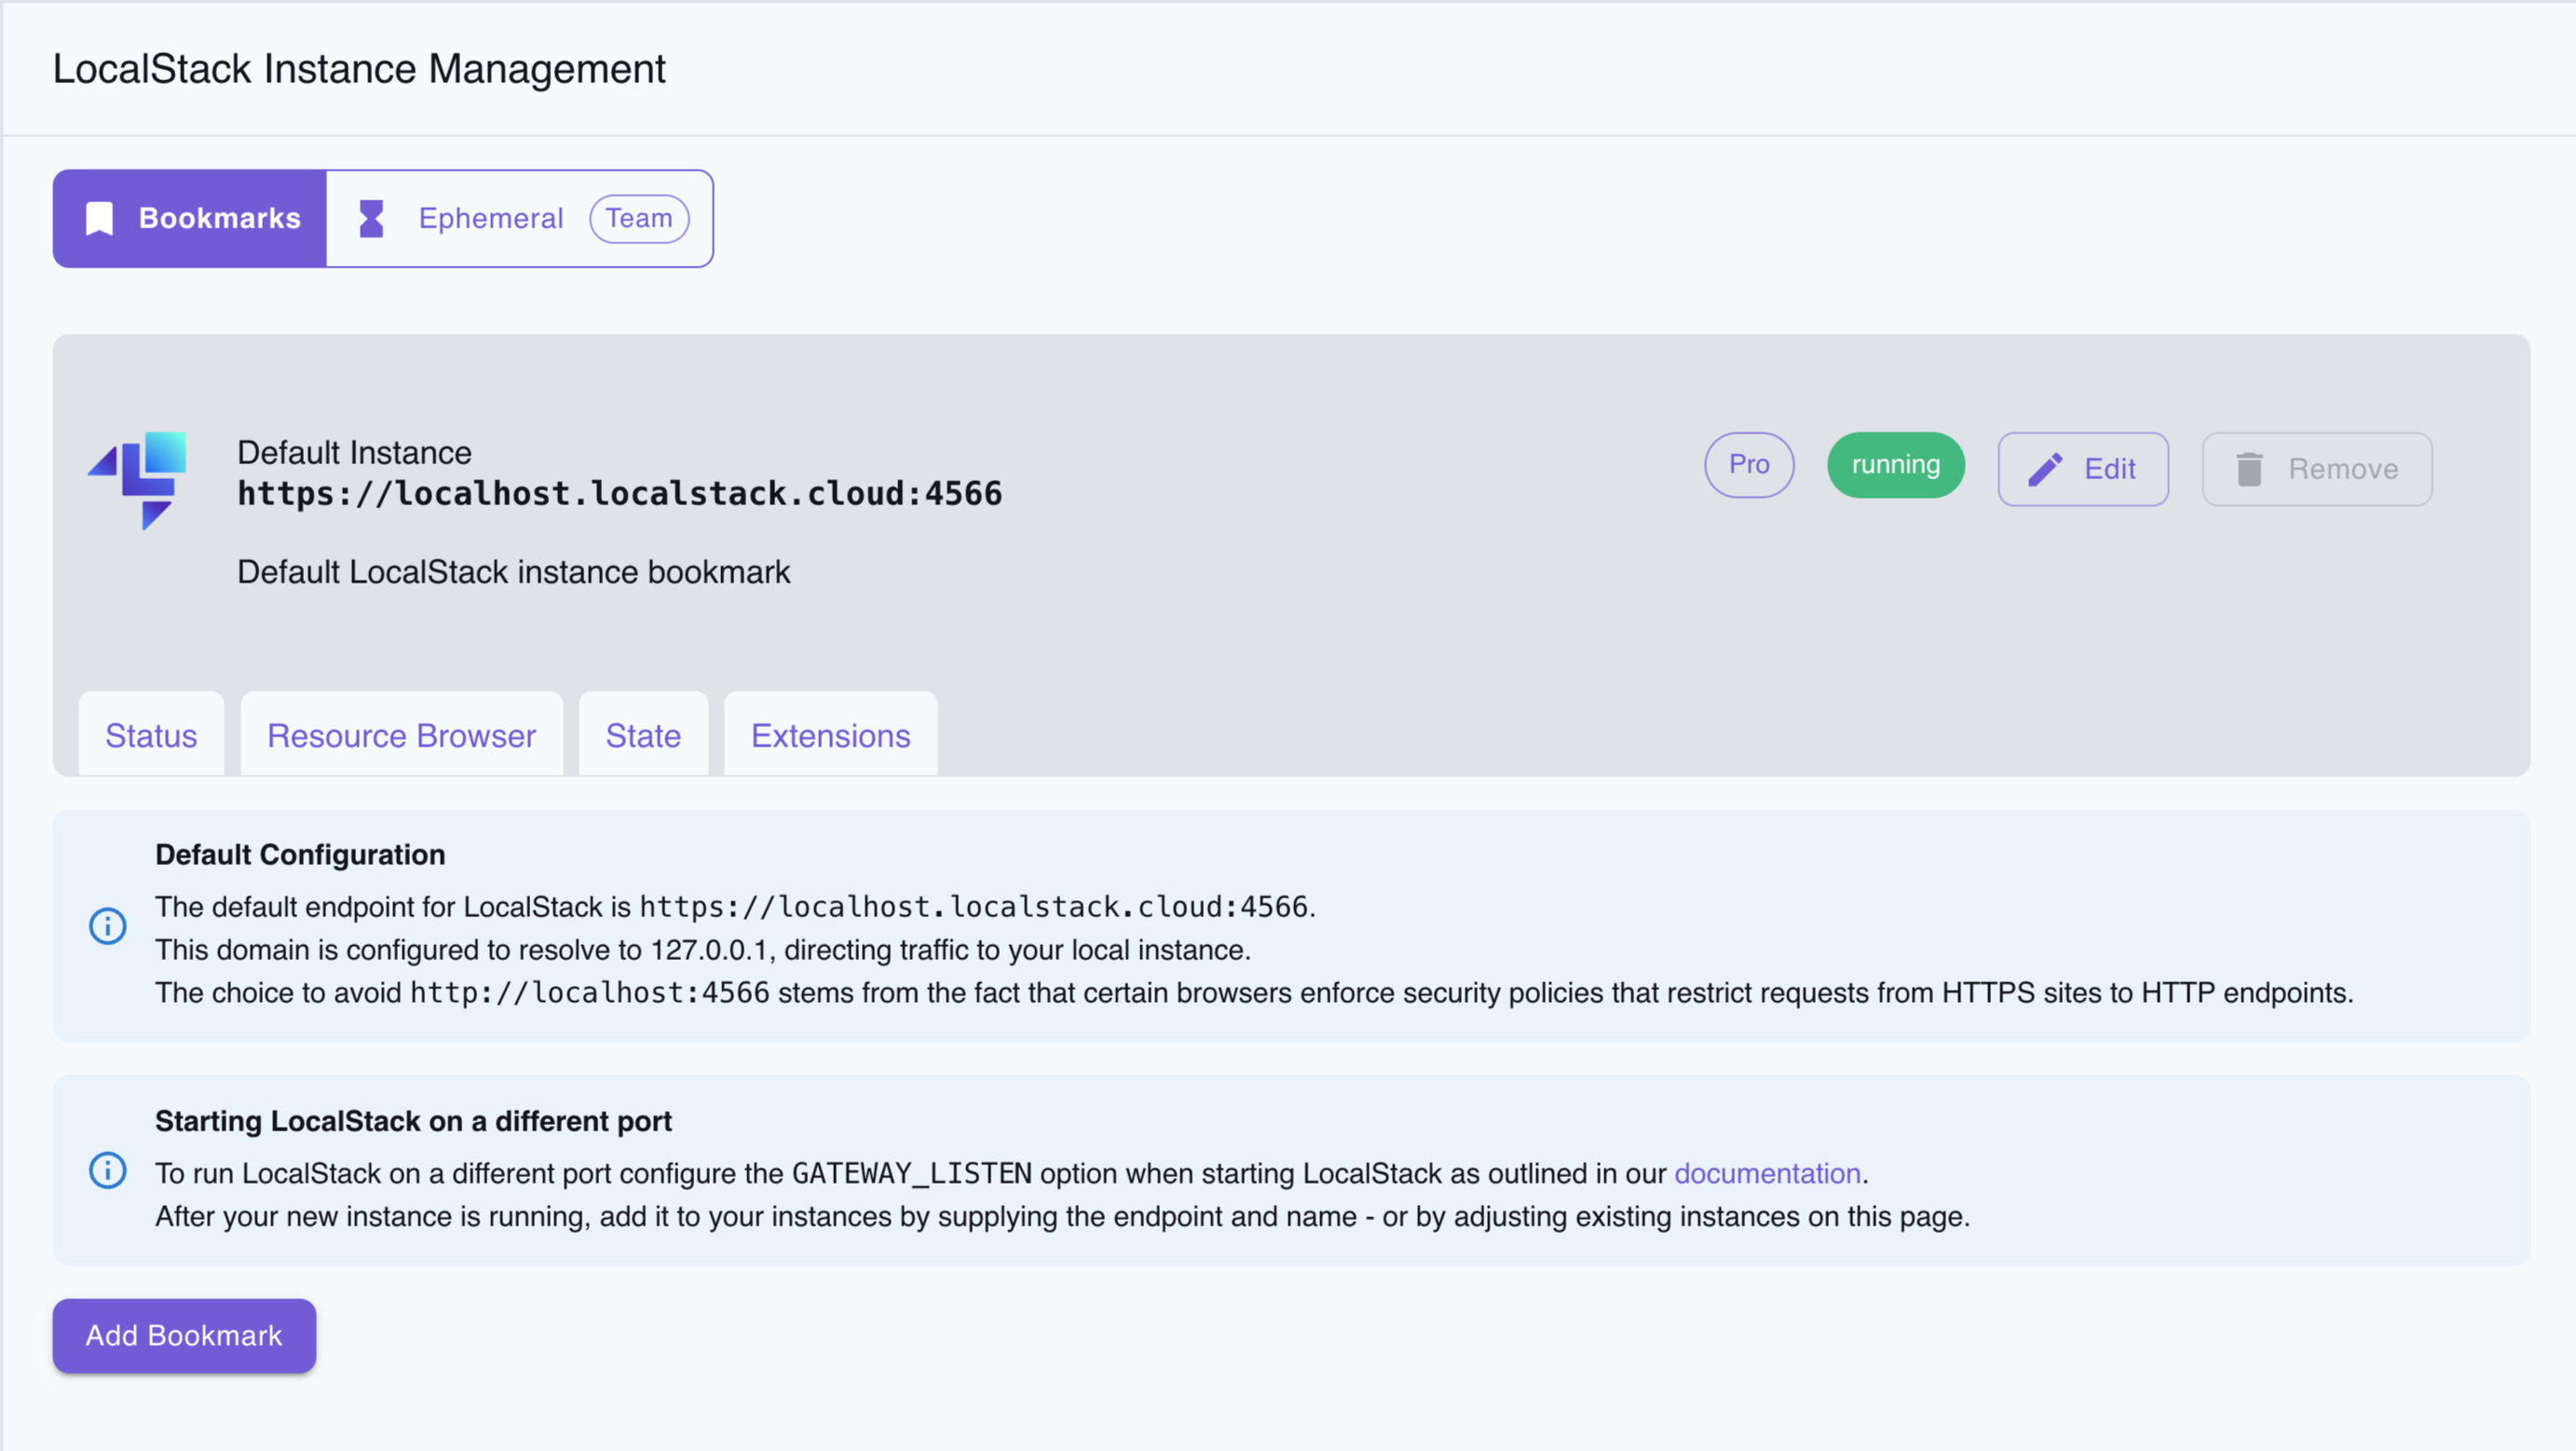 LocalStack Instance Management
Bookmarks
Ephemeral Team
Default Instance
https://localhost.localstack.cloud:4566
Default LocalStack instance bookmark
Pro
running
Edit
Remove
Status
Resource Browser
State
Extensions
Default Configuration
The default endpoint for LocalStack is https://localhost.localstack.cloud:4566.
This domain is configured to resolve to 127.0.0.1, directing traffic to your local instance.
The choice to avoid http://localhost:4566 stems from the fact that certain browsers enforce security policies that restrict requests from HTTPS sites to HTTP endpoints.
Starting LocalStack on a different port
To run LocalStack on a different port configure the GATEWAY_LISTEN option when starting LocalStack as outlined in our documentation.
After your new instance is running, add it to your instances by supplying the endpoint and name - or by adjusting existing instances on this page.
Add Bookmark